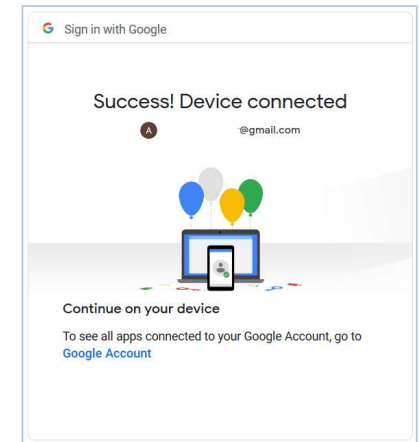 Sign in with Google
Success! Device connected
A @gmail.com
Continue on your device
To see all apps connected to your Google Account, go to
Google Account